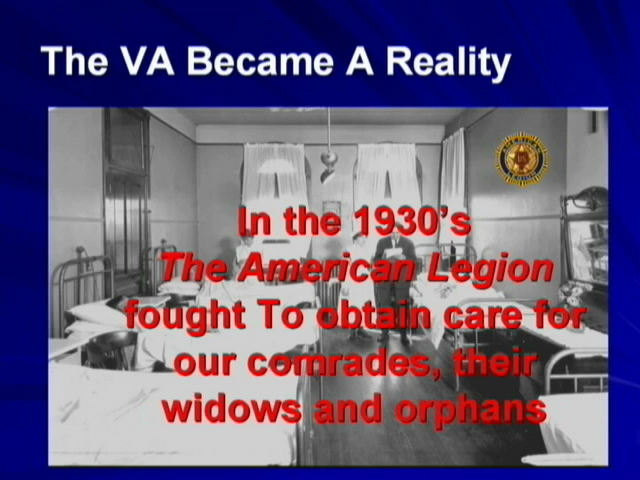 The VA Became A Reality
In the 1930's
The American Legion
fought To obtain care for
our comrades, their
widows and orphans